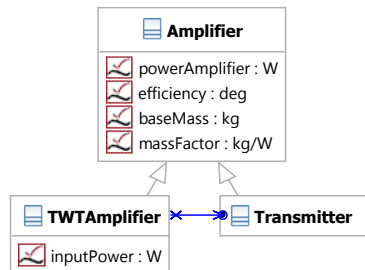 Amplifier
powerAmplifier : W
efficiency : deg
baseMass : kg
massFactor : kg/W
TWTAmplifier
Transmitter
inputPower : W